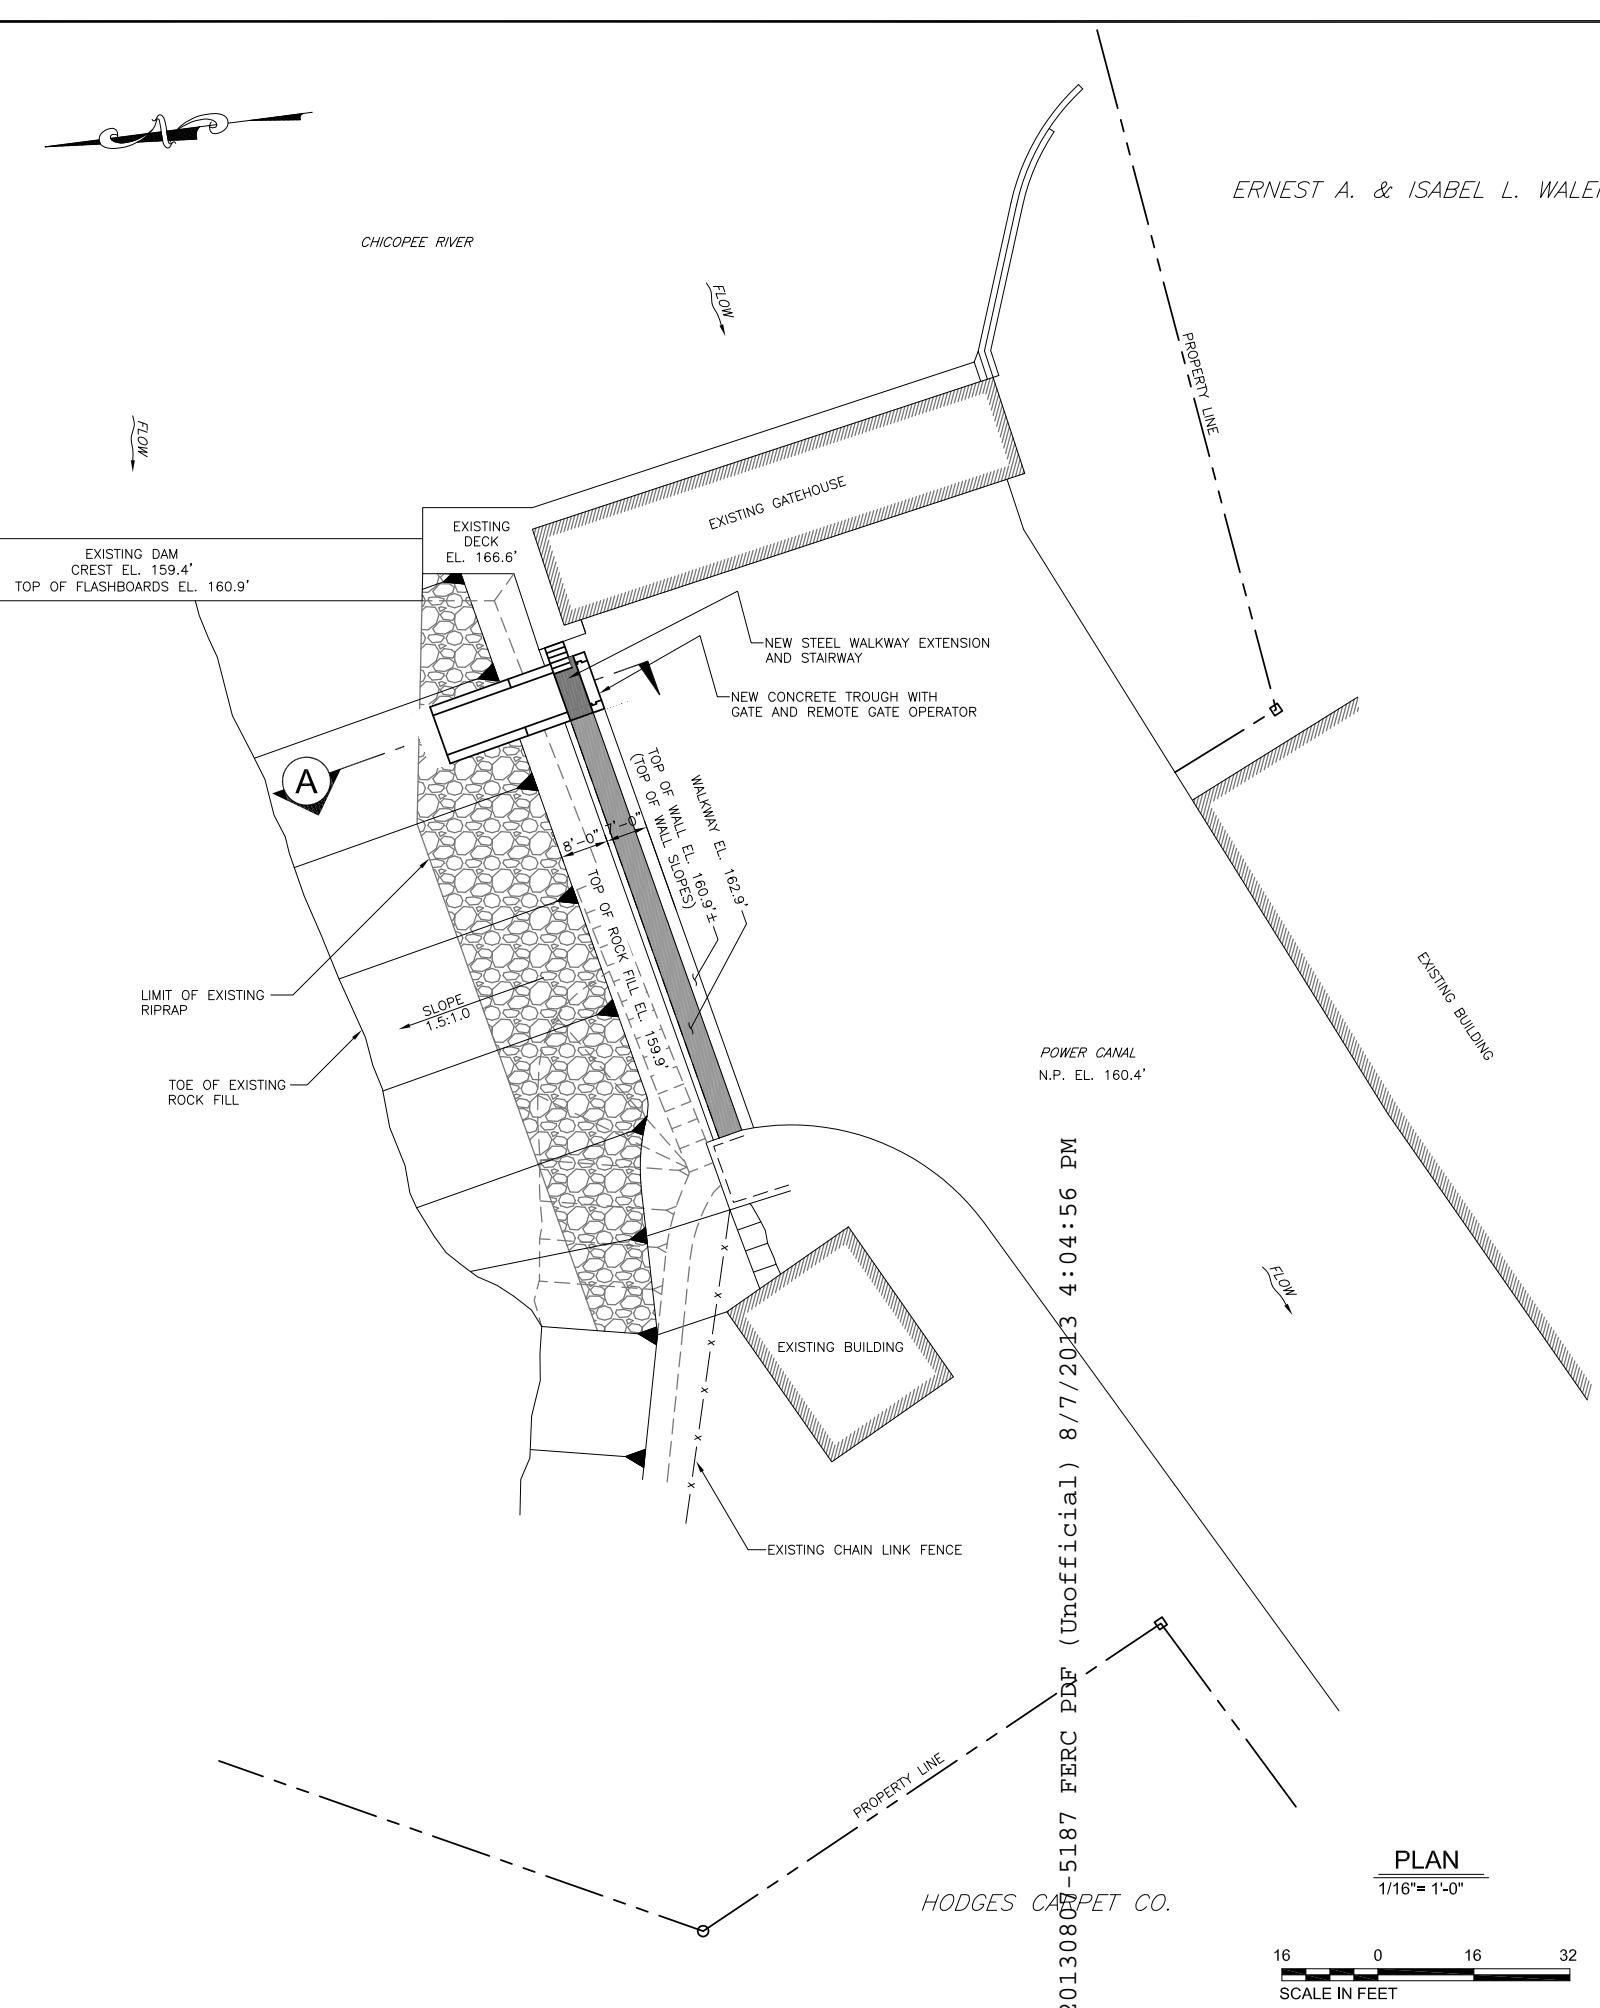 N
ERNEST A. & ISABEL L.
CHICOPEE RIVER
FLOW
PROPERTY LINE
FLOW
EXISTING GATEHOUSE
EXISTING
DECK
EL. 166.6'
EXISTING DAM
CREST EL. 159.4'
TOP OF FLASHBOARDS EL. 160.9'
NEW STEEL WALKWAY EXTENSION
AND STAIRWAY
NEW CONCRETE TROUGH WITH
GATE AND REMOTE GATE OPERATOR
A
WALKWAY EL. 162.9'
TOP OF WALL EL. 160.9'±
(TOP OF WALL SLOPES)
8'-0"
7'-0"
TOP OF ROCK FILL EL. 159.9'
LIMIT OF EXISTING
RIPRAP
SLOPE
1.5:1.0
TOE OF EXISTING
ROCK FILL
EXISTING BUILDING
POWER CANAL
N.P. EL. 160.4'
FLOW
x
x
x
x
x
x
EXISTING BUILDING
EXISTING CHAIN LINK FENCE
PROPERTY LINE
HODGES CARPET CO.
20130807-5187 FERC PDF (Unofficial) 8/7/2013 4:04:56 PM
PLAN
1/16"= 1'-0"
16 0 16 32
SCALE IN FEET